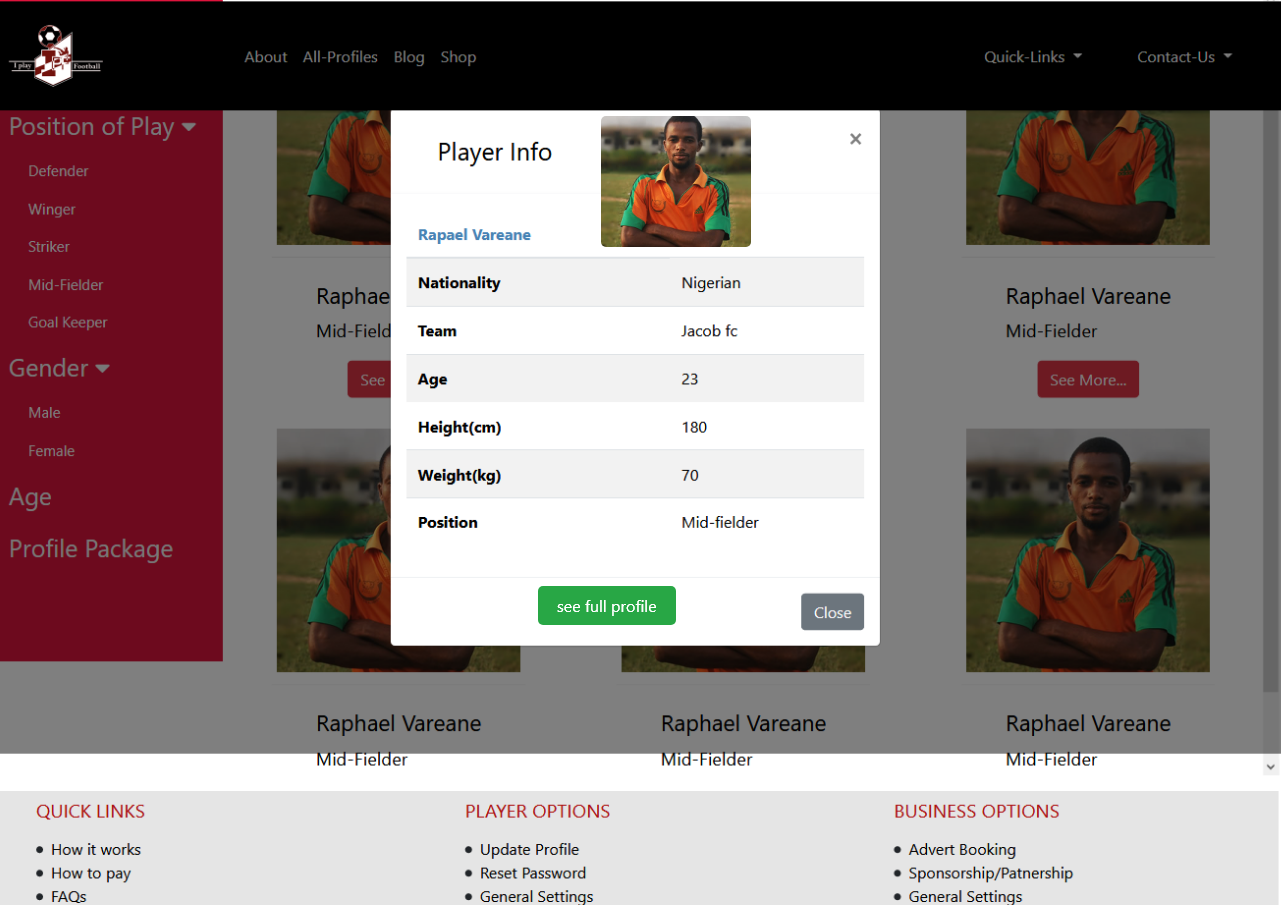 I play Football
About All-Profiles Blog Shop Quick-Links Contact-Us
Position of Play
Defender
Winger
Striker
Mid-Fielder
Goal Keeper
Gender
Male
Female
Age
Profile Package
Player Info ×
Rapael Vareane
Nationality Nigerian
Team Jacob fc
Age 23
Height(cm) 180
Weight(kg) 70
Position Mid-fielder
see full profile Close
Raphae Raphael Vareane
Mid-Field Mid-Fielder
See See More...
Raphael Vareane Raphael Vareane Raphael Vareane
Mid-Fielder Mid-Fielder Mid-Fielder
QUICK LINKS
• How it works
• How to pay
• FAQs
PLAYER OPTIONS
• Update Profile
• Reset Password
• General Settings
BUSINESS OPTIONS
• Advert Booking
• Sponsorship/Patnership
• General Settings